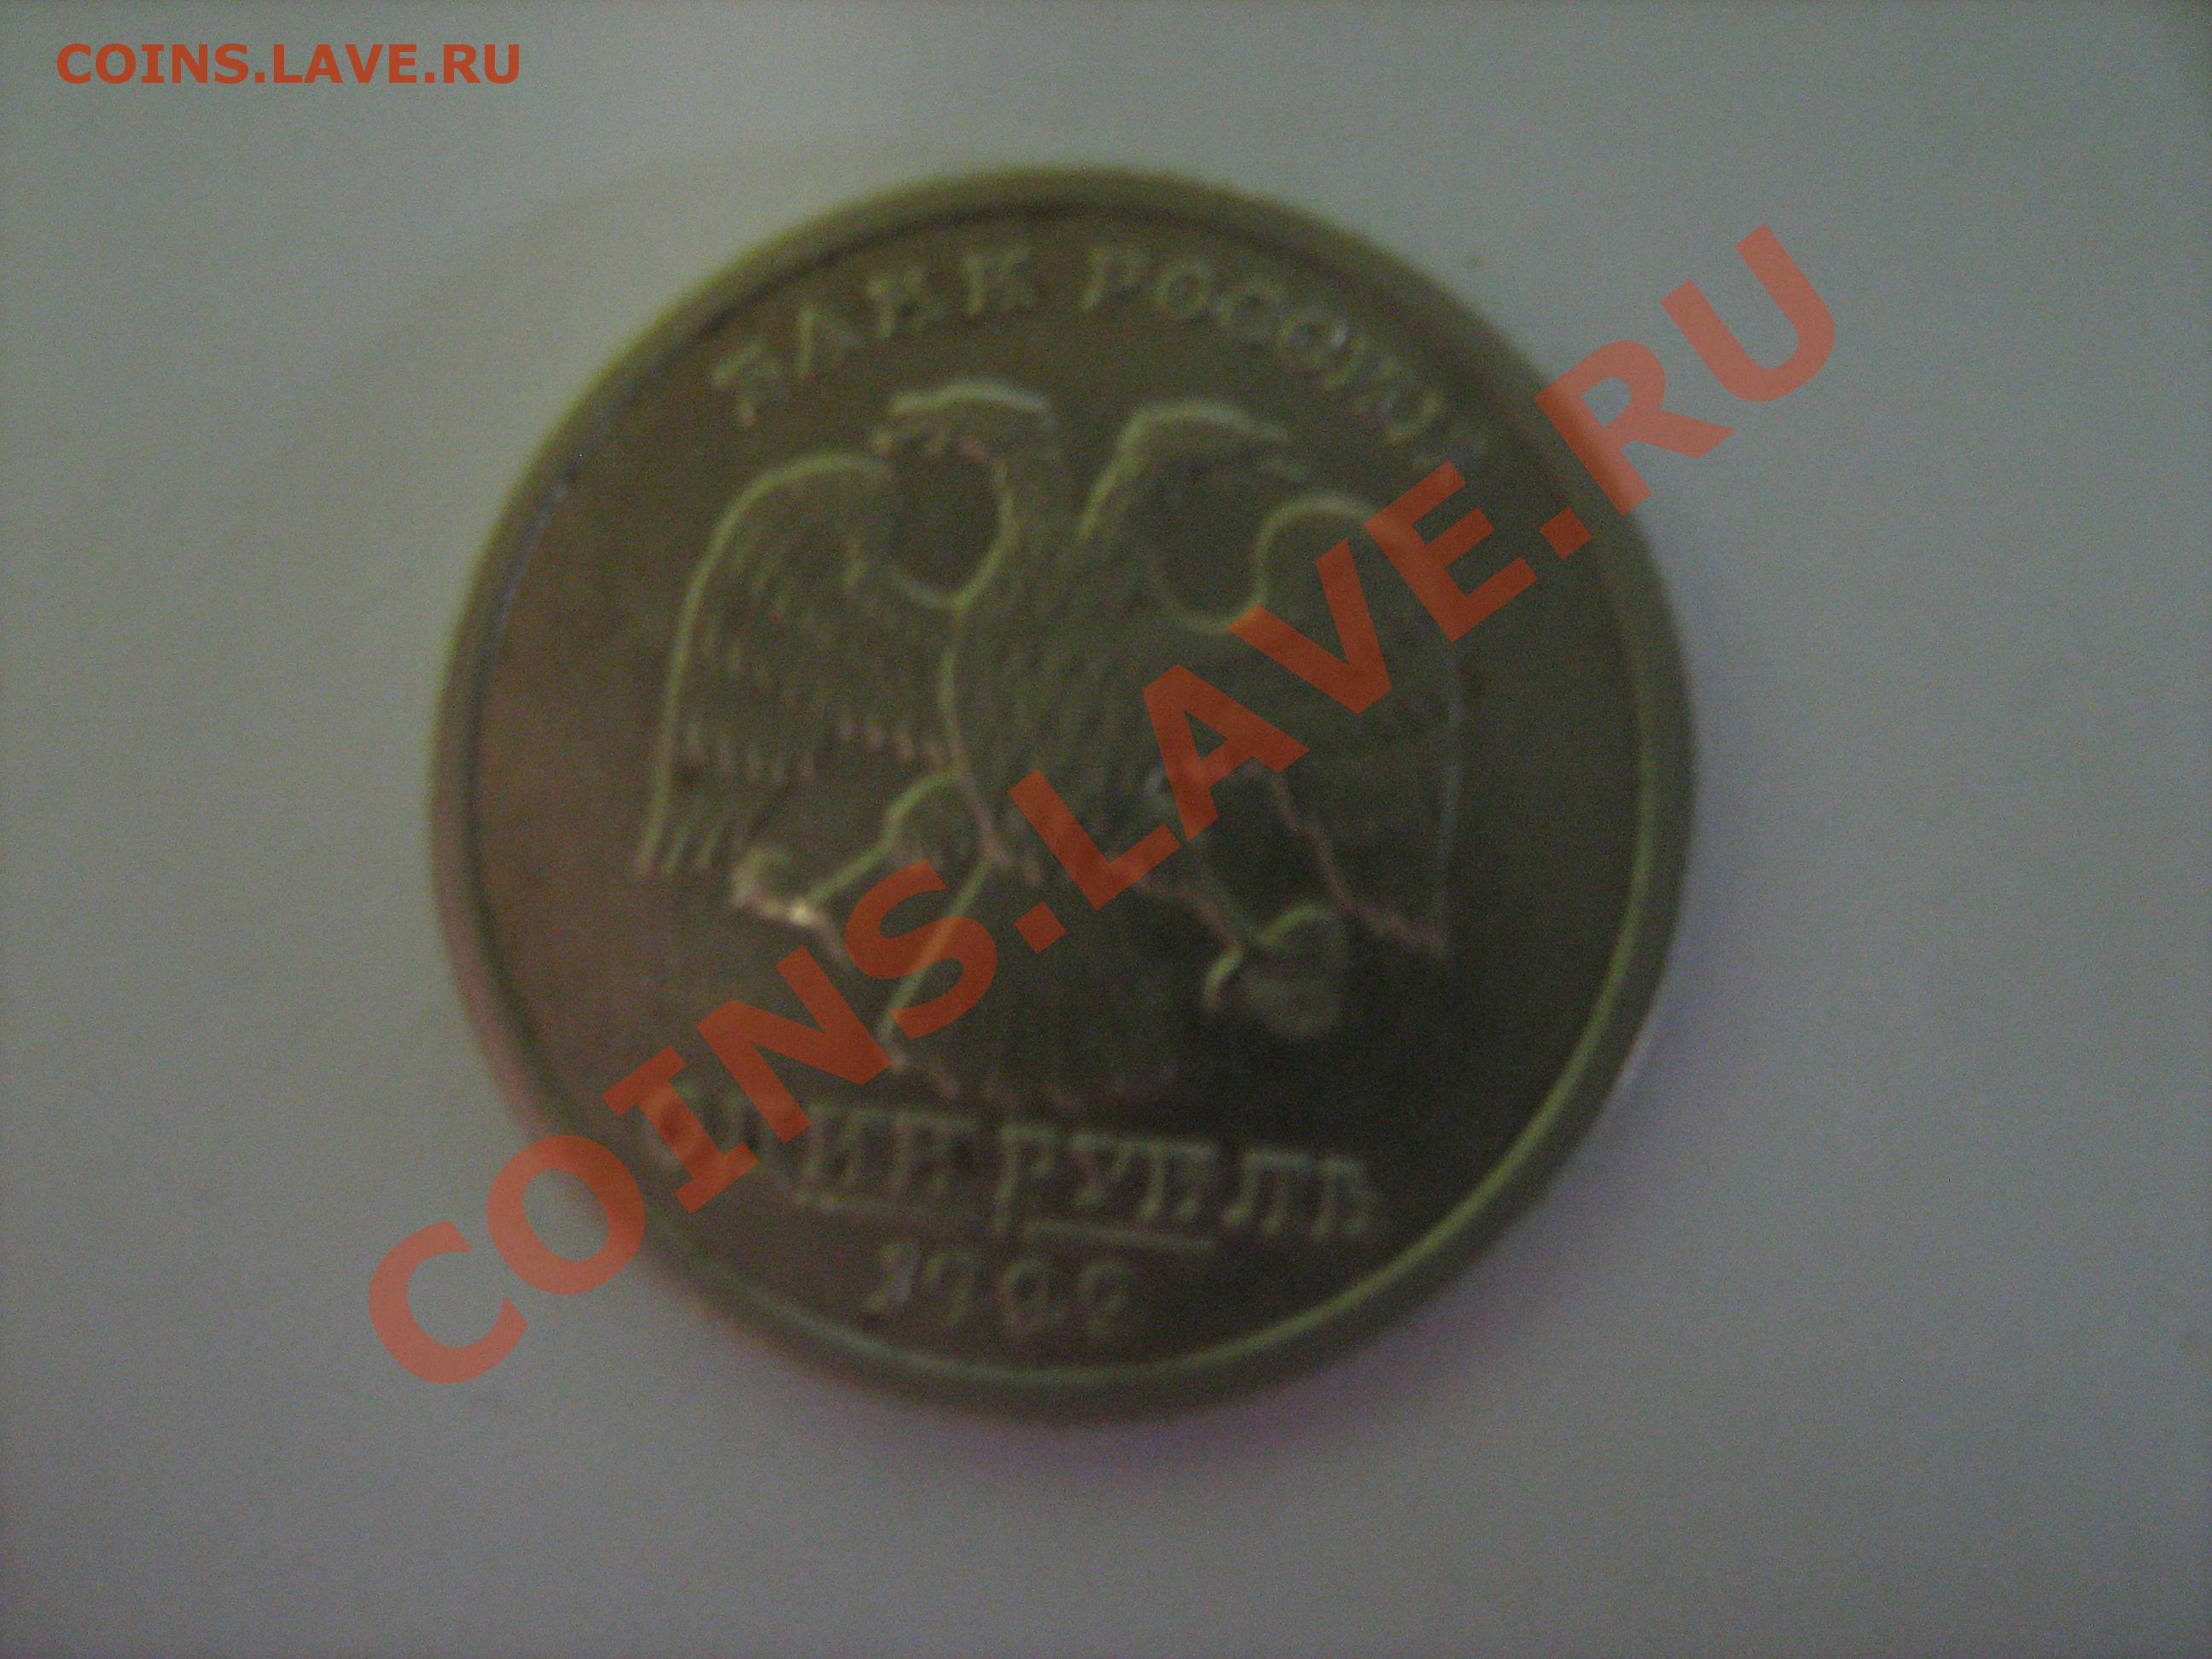 COINS.LAVE.RU
БАНК РОССИИ
COINS.LAVE.RU
ОДИН РУБЛЬ